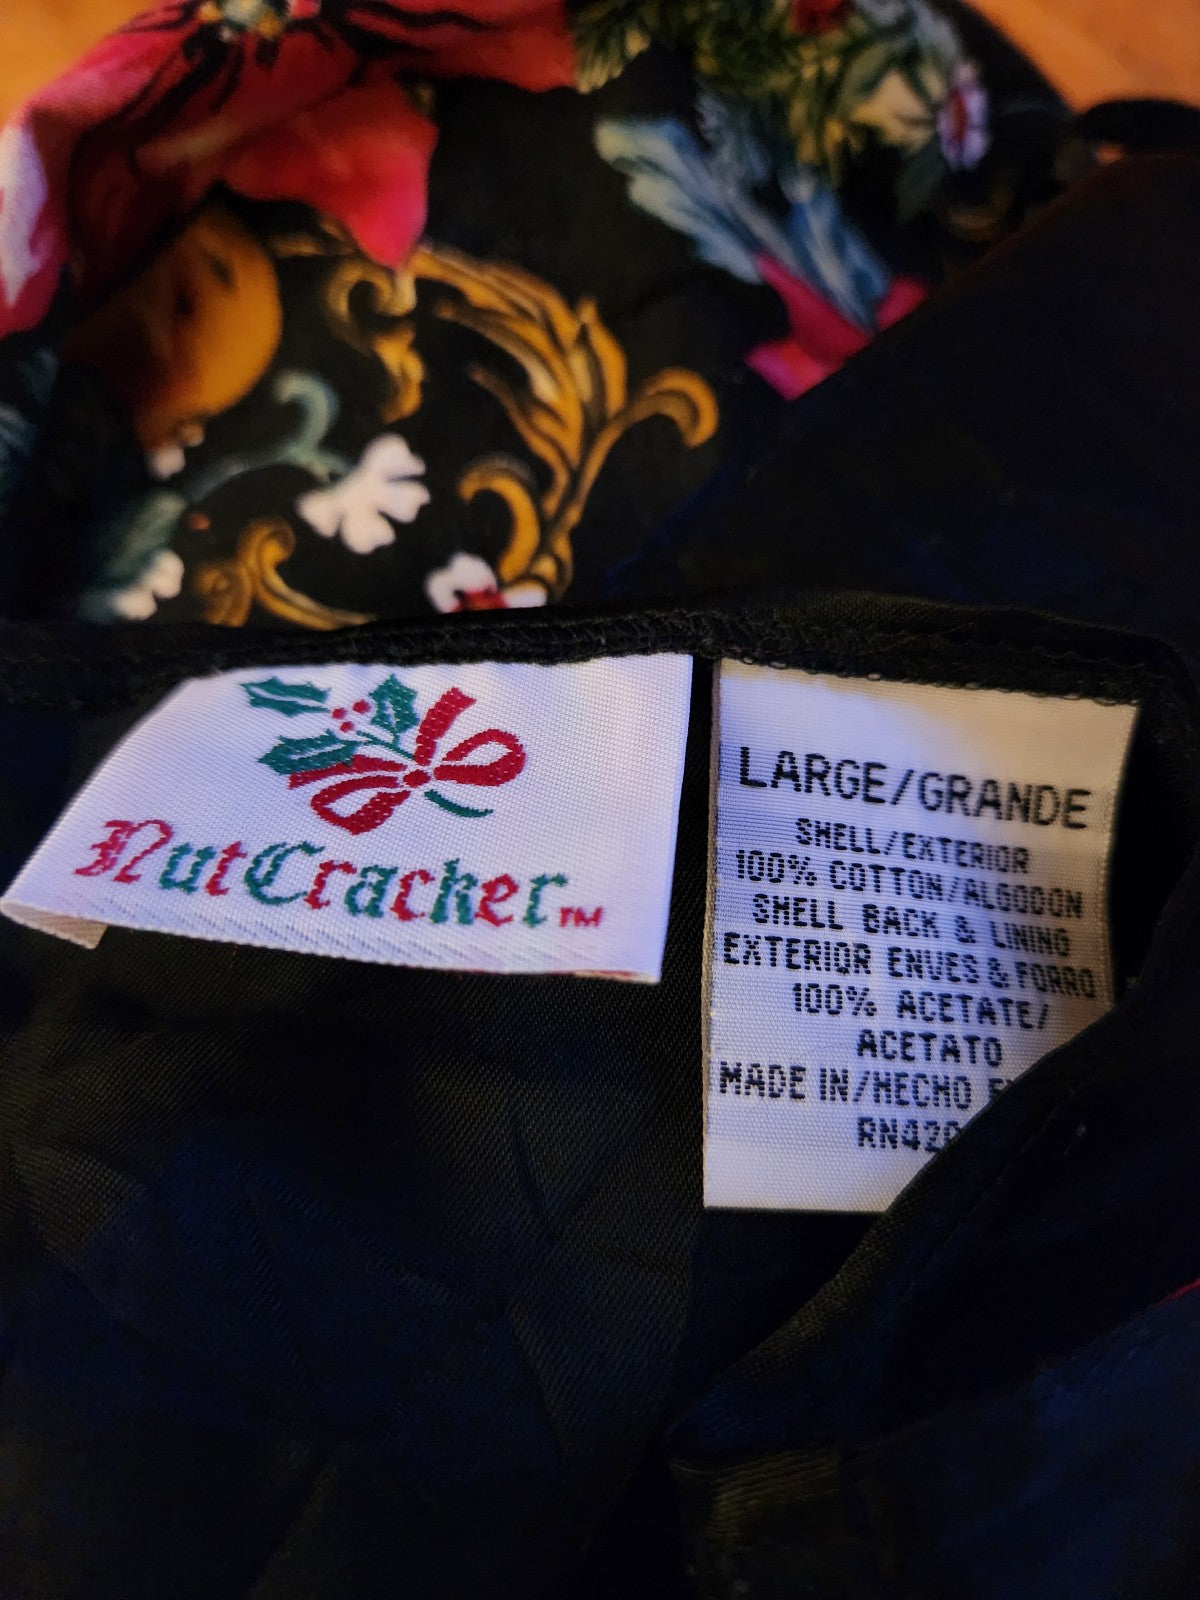 NutCracker™
LARGE/GRANDE
SHELL/EXTERIOR
100% COTTON/ALGODON
SHELL BACK & LINING
EXTERIOR ENVES & FORRO
100% ACETATE/
ACETATO
MADE IN/HECHO